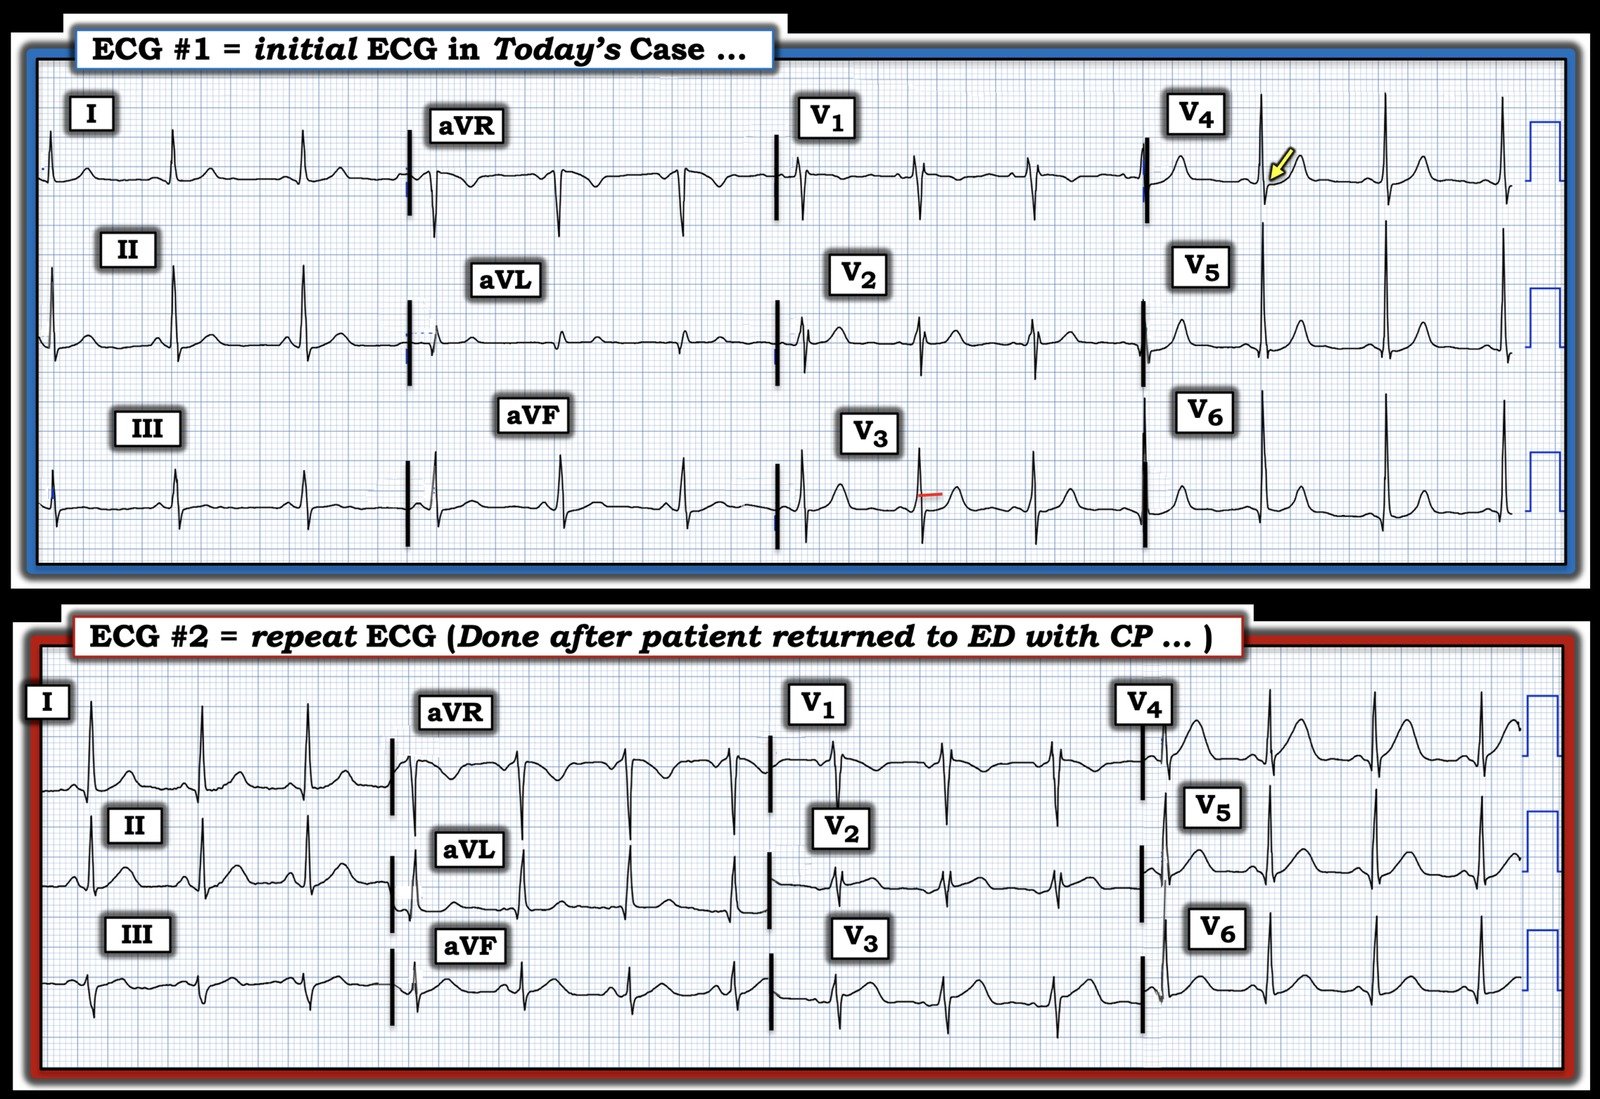 ECG #1 = initial ECG in Today's Case ...
I
aVR
V1
V4
II
aVL
V2
V5
III
aVF
V3
V6
ECG #2 = repeat ECG (Done after patient returned to ED with CP ... )
I
aVR
V1
V4
II
aVL
V2
V5
III
aVF
V3
V6